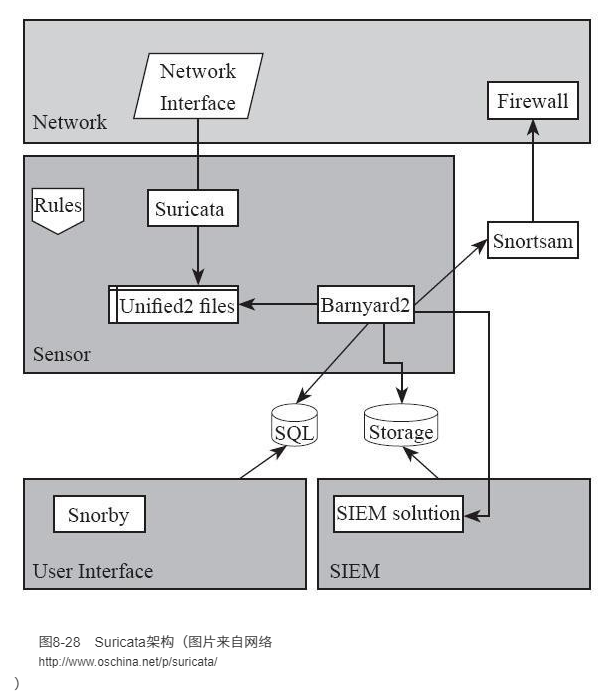 Network
Interface
Firewall
Network
Rules
Suricata
Snortsam
Unified2 files
Barnyard2
Sensor
SQL
Storage
Snorby
SIEM solution
User Interface
SIEM
图8-28 Suricata架构（图片来自网络
http://www.oschina.net/p/suricata/
）